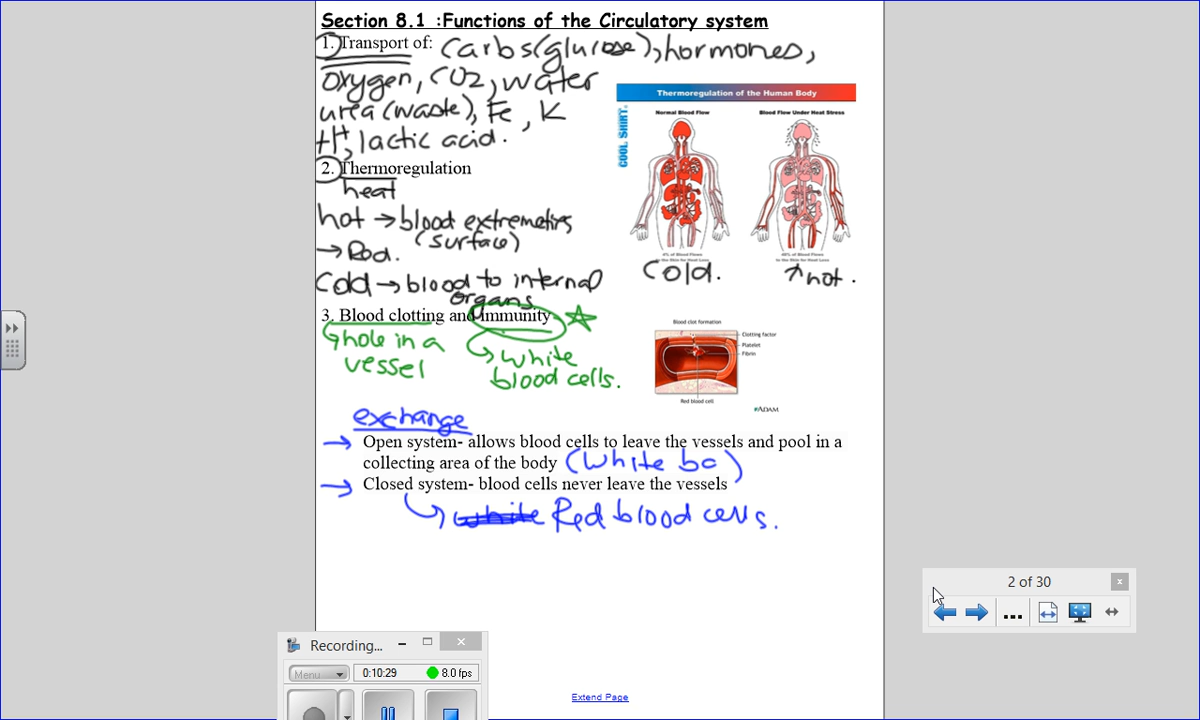 Section 8.1 :Functions of the Circulatory system
1. Transport of: Carbs(glucose), hormones,
oxygen, CO2, water
urea (waste), Fe, K
H+, lactic acid.
2. Thermoregulation
heat
hot → blood extremetirs
(surface)
→ Red.
Cold → blood to internal
organs
Thermoregulation of the Human Body
COOL SHIRT.
Normal Blood Flow
Blood Flow Under Heat Stress
Cold.
hot.
3. Blood clotting and immunity
hole in a
vessel
white
blood cells.
Blood clot formation
Clotting factor
Platelet
Fibrin
Red blood cell
ADAM
exchange
→ Open system- allows blood cells to leave the vessels and pool in a
collecting area of the body (White bc)
→ Closed system- blood cells never leave the vessels
white Red blood cells.
Extend Page
2 of 30
...
Recording...
Menu
0:10:29
8.0 fps